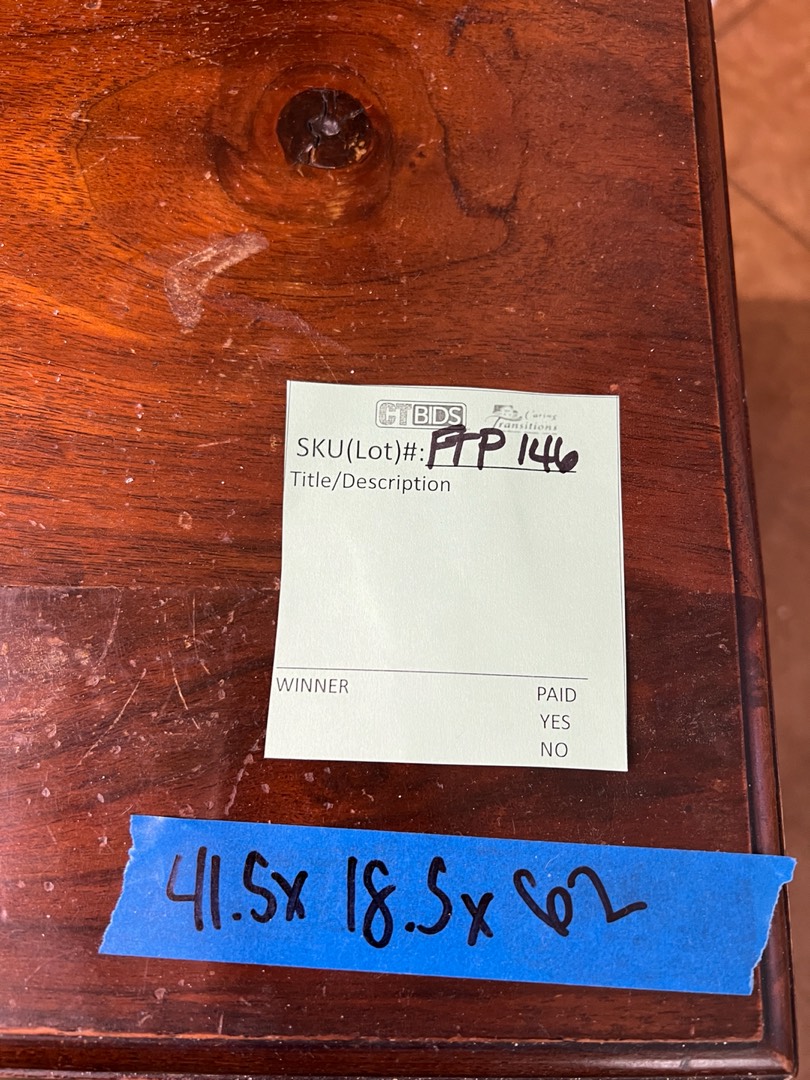 CTBIDS Caring Transitions
SKU(Lot)#: FTP 146
Title/Description
WINNER PAID
YES
NO
41.5x 18.5x 62